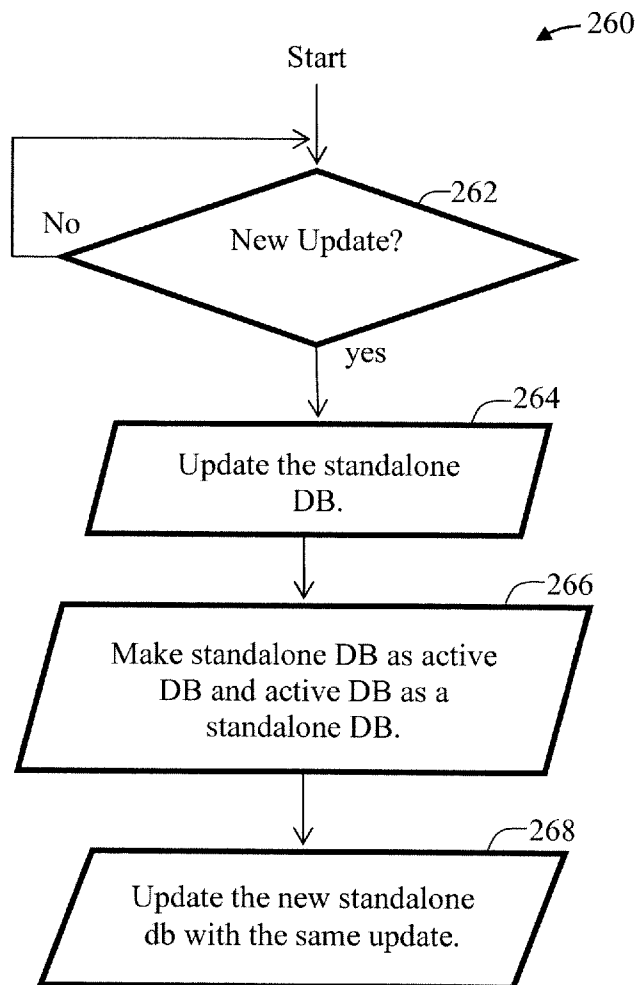 260
Start
262
No
New Update?
yes
264
Update the standalone
DB.
266
Make standalone DB as active
DB and active DB as a
standalone DB.
268
Update the new standalone
db with the same update.